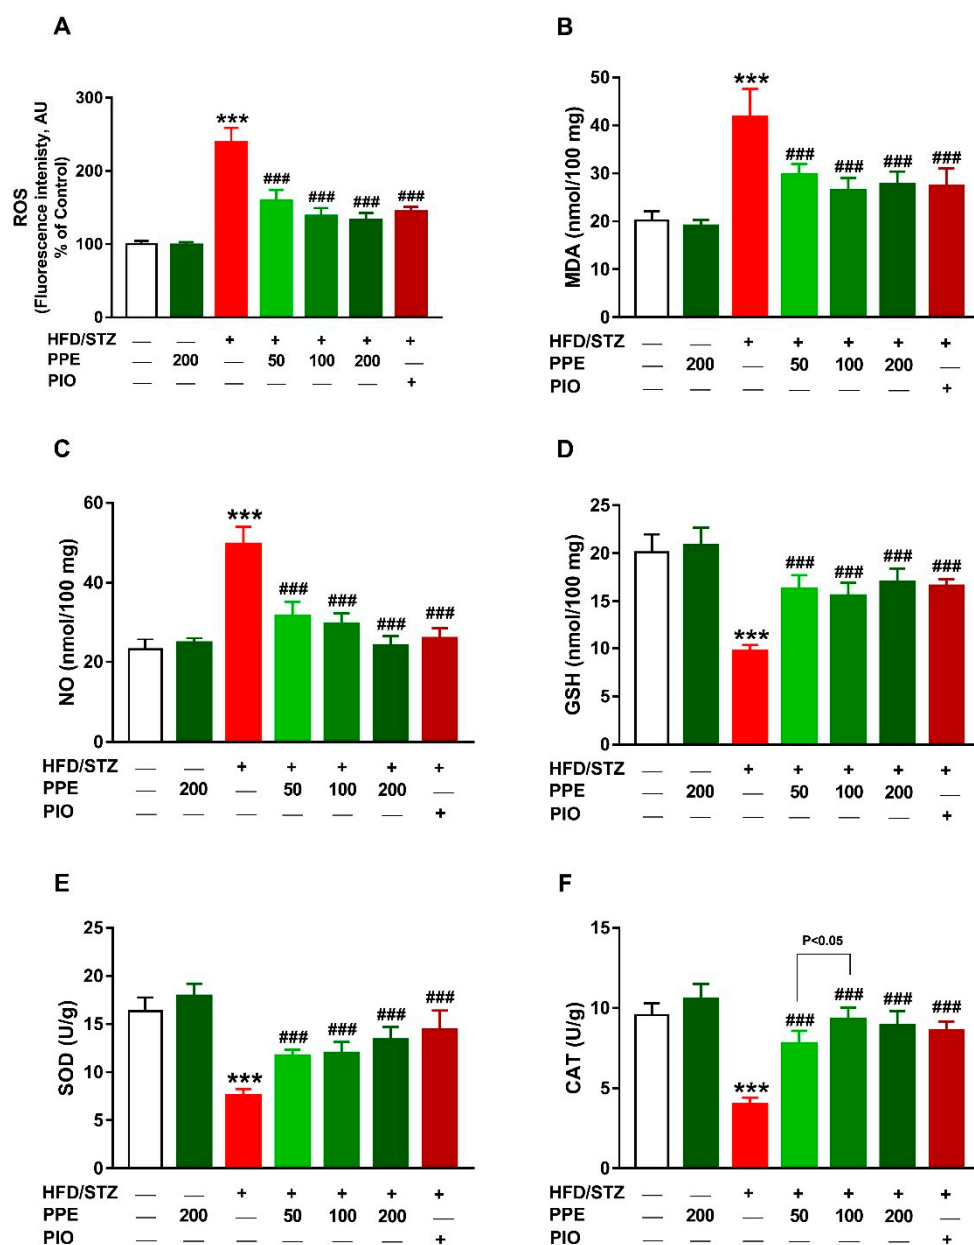 A
ROS
(Fluorescence intenisty, AU
% of Control)
300
200
100
0
***
###
###
###
###
HFD/STZ — — + + + + +
PPE — 200 — 50 100 200 —
PIO — — — — — — +
B
MDA (nmol/100 mg)
50
40
30
20
10
0
***
###
###
###
###
HFD/STZ — — + + + + +
PPE — 200 — 50 100 200 —
PIO — — — — — — +
C
NO (nmol/100 mg)
60
40
20
0
***
###
###
###
###
HFD/STZ — — + + + + +
PPE — 200 — 50 100 200 —
PIO — — — — — — +
D
GSH (nmol/100 mg)
25
20
15
10
5
0
***
###
###
###
###
HFD/STZ — — + + + + +
PPE — 200 — 50 100 200 —
PIO — — — — — — +
E
SOD (U/g)
25
20
15
10
5
0
***
###
###
###
###
HFD/STZ — — + + + + +
PPE — 200 — 50 100 200 —
PIO — — — — — — +
F
CAT (U/g)
15
10
5
0
P<0.05
***
###
###
###
###
HFD/STZ — — + + + + +
PPE — 200 — 50 100 200 —
PIO — — — — — — +